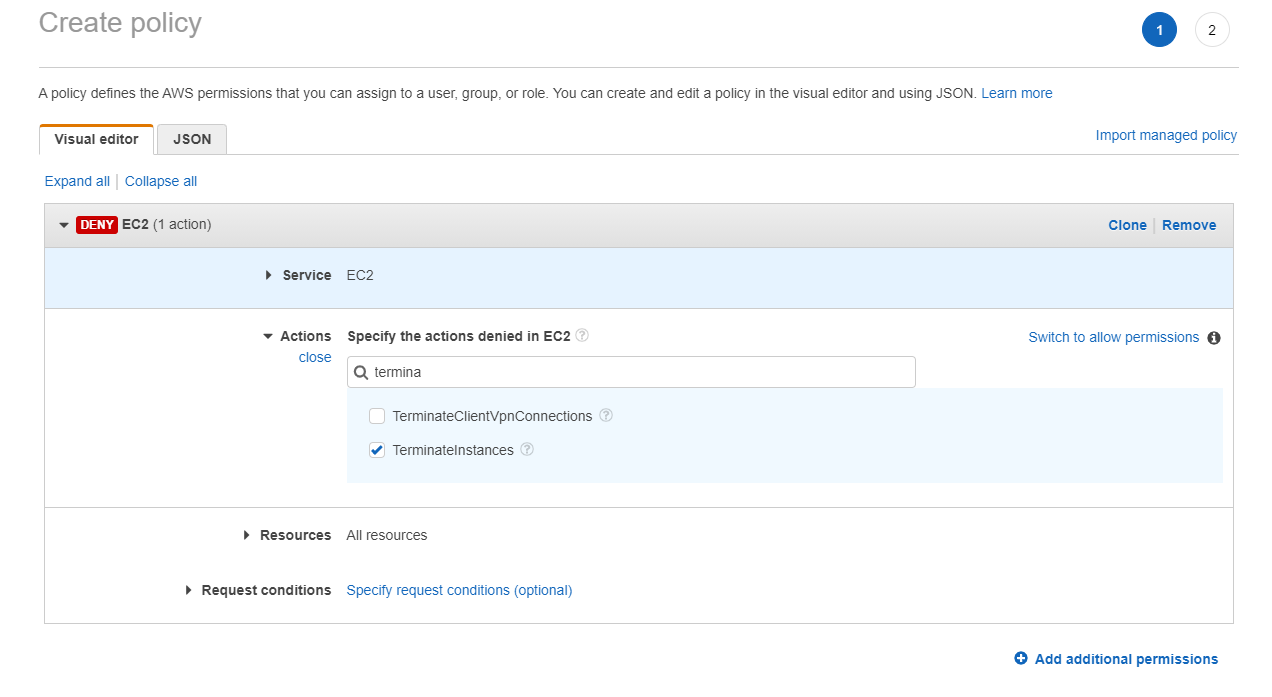 Create policy
1
2
A policy defines the AWS permissions that you can assign to a user, group, or role. You can create and edit a policy in the visual editor and using JSON. Learn more
Visual editor
JSON
Import managed policy
Expand all
Collapse all
DENY EC2 (1 action)
Clone
Remove
Service EC2
Actions Specify the actions denied in EC2 ?
Switch to allow permissions i
close
termina
TerminateClientVpnConnections ?
TerminateInstances ?
Resources All resources
Request conditions Specify request conditions (optional)
Add additional permissions